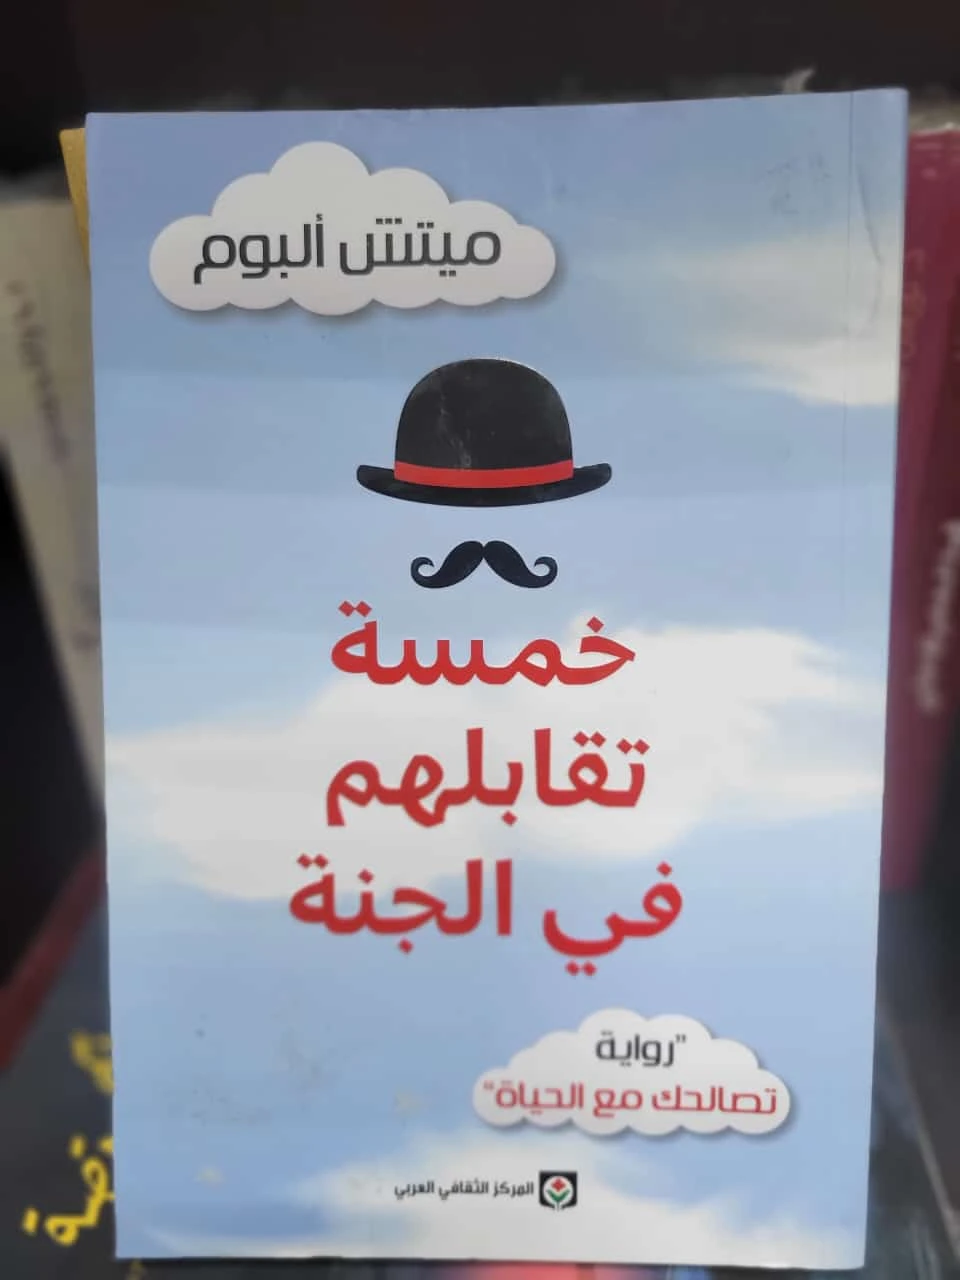 ميتش ألبوم
خمسة
تقابلهم
في الجنة
"رواية
تصالحك مع الحياة"
المركز الثقافي العربي